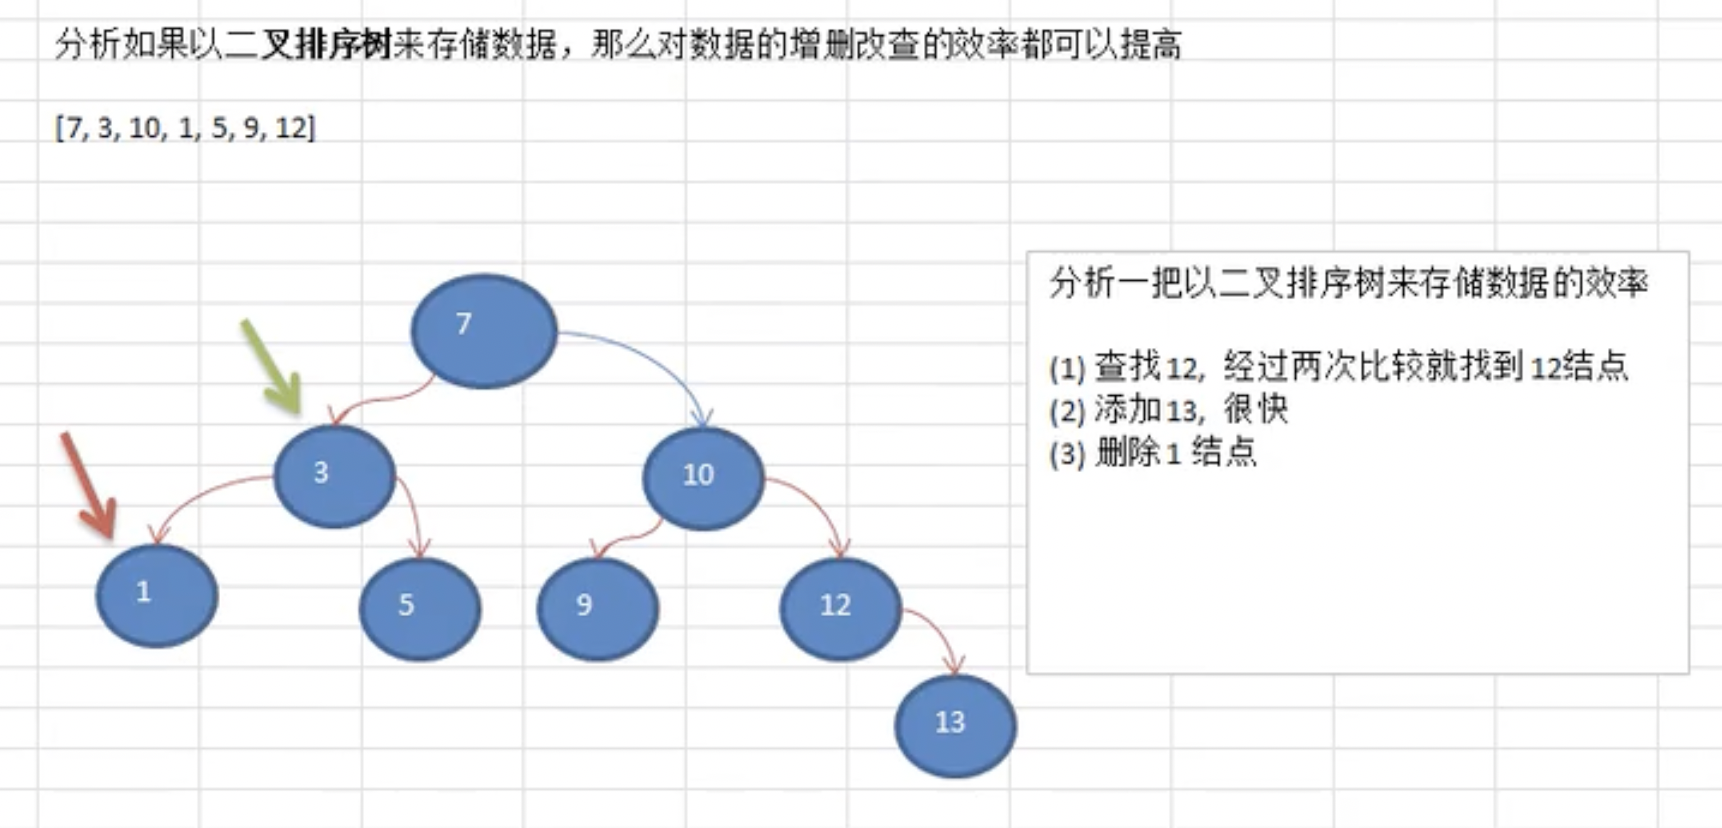 分析如果以二叉排序树来存储数据，那么对数据的增删改查的效率都可以提高
[7, 3, 10, 1, 5, 9, 12]
分析一把以二叉排序树来存储数据的效率
(1) 查找12, 经过两次比较就找到12结点
(2) 添加13, 很快
(3) 删除1 结点
7
3
10
1
5
9
12
13